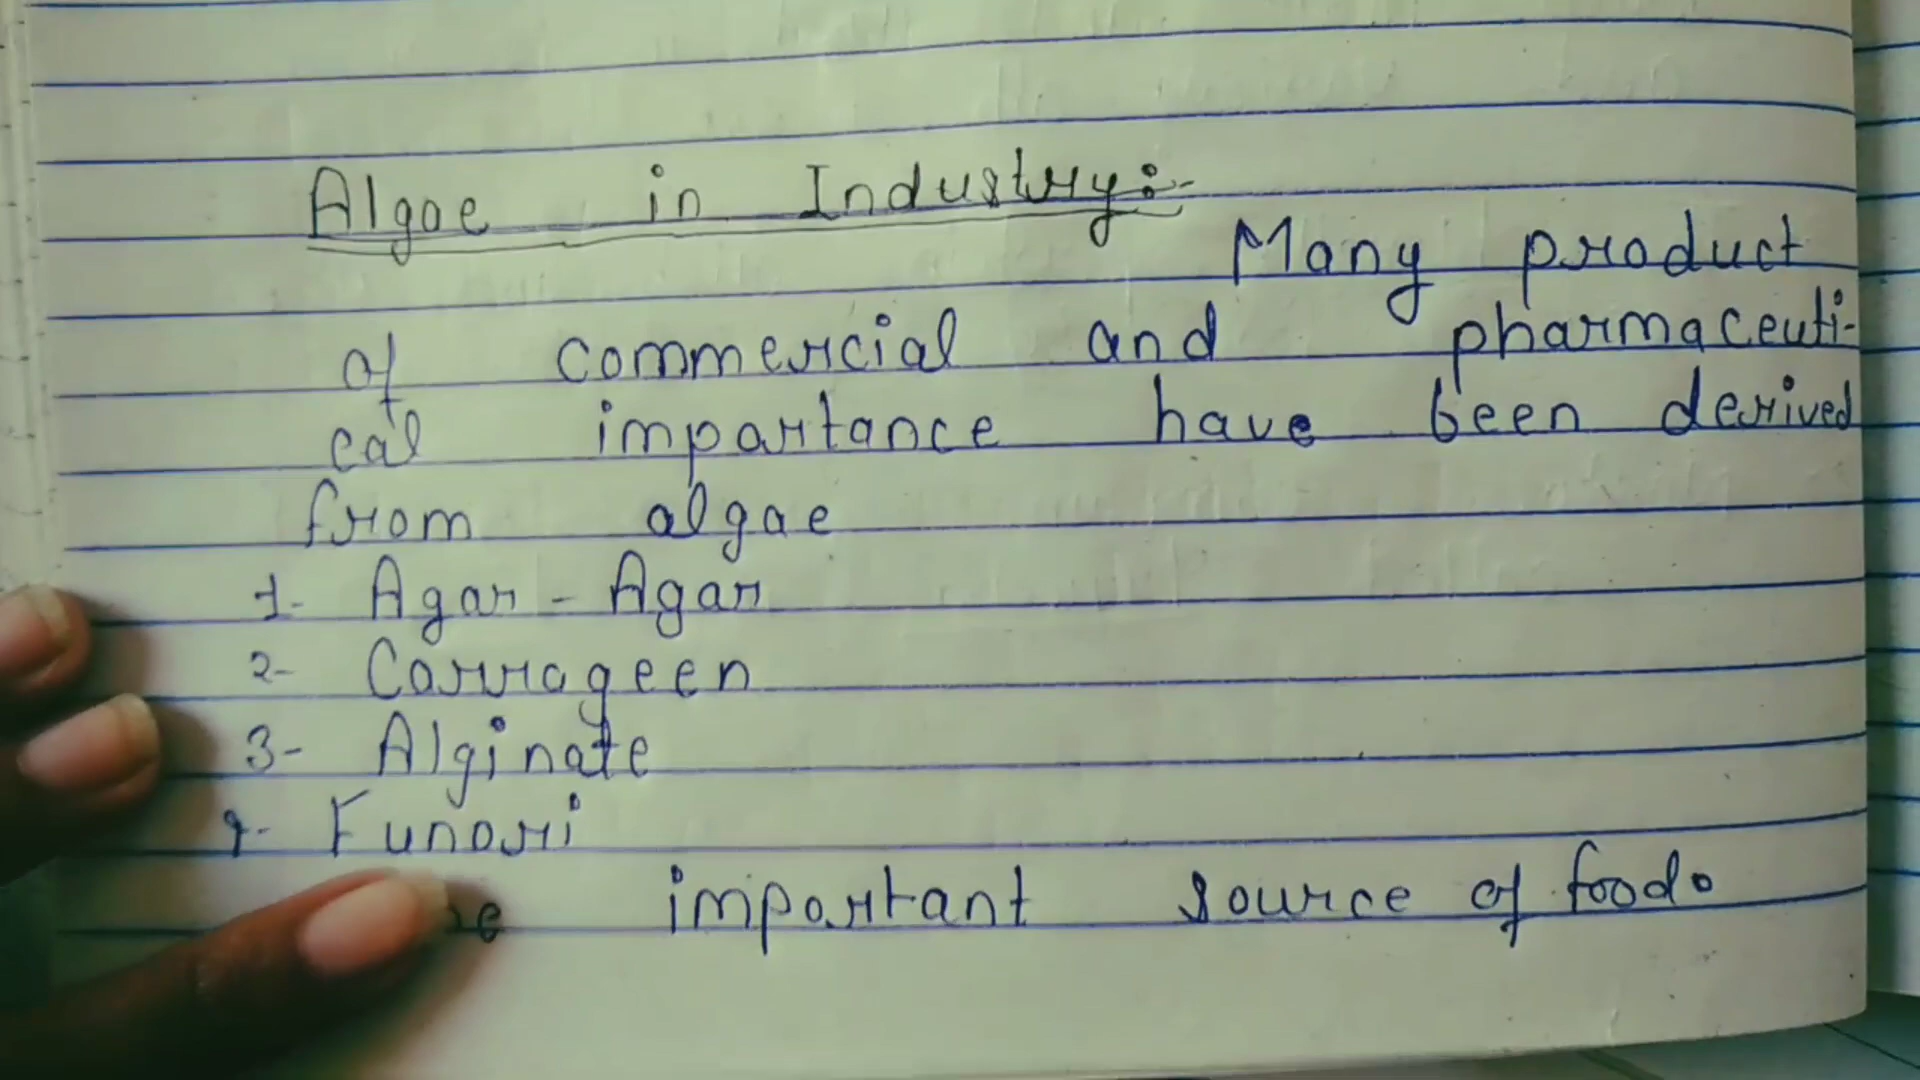 Algae in Industry:-
Many product
of commercial and pharmaceuti-
cal importance have been derived
from algae
1- Agar-Agar
2- Carrageen
3- Alginate
Funori
important source of food.